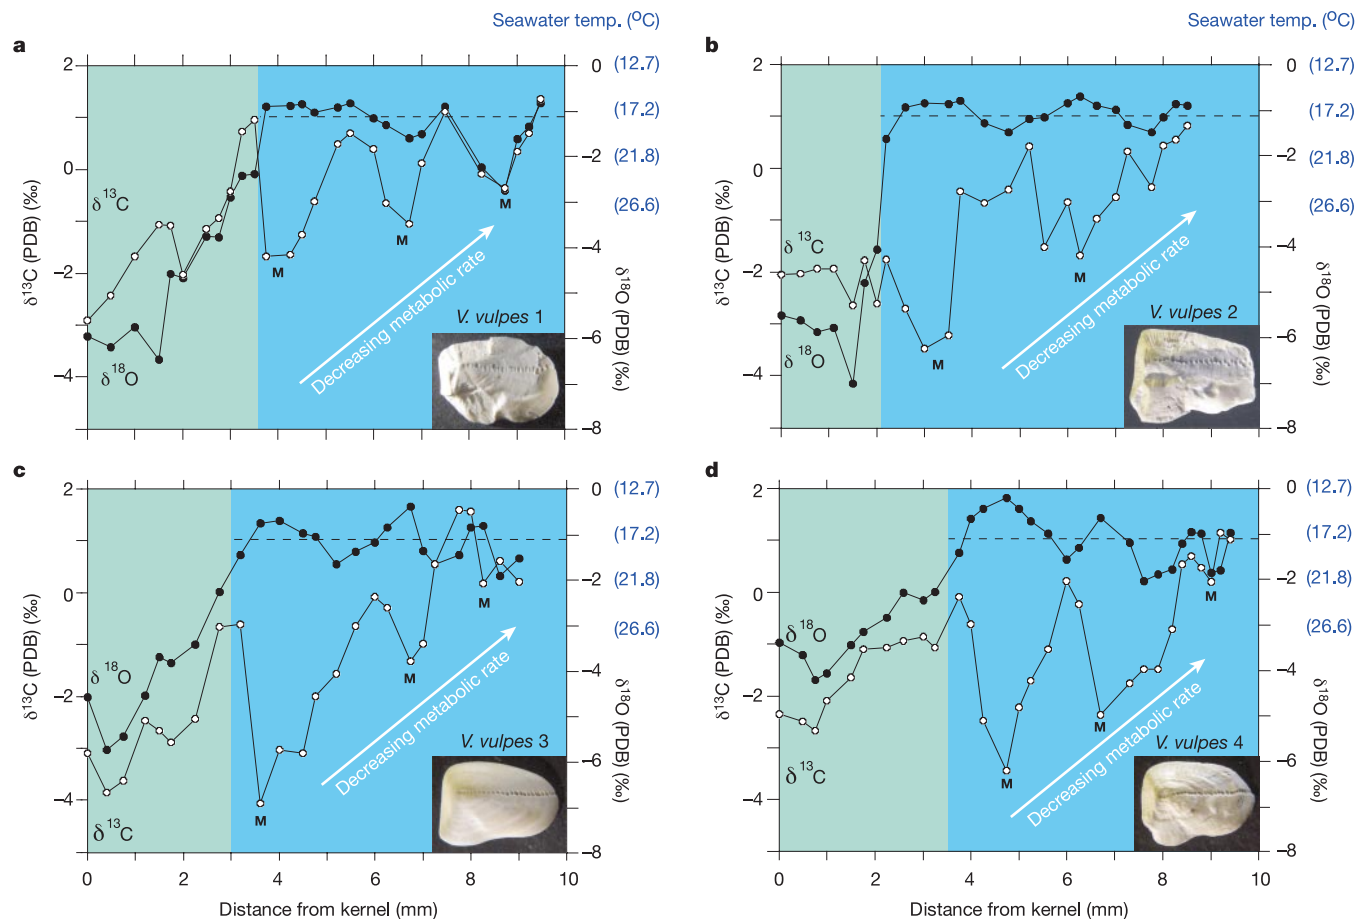 Seawater temp. (°C)
Seawater temp. (°C)
a
2
0
−2
−4
δ13C (PDB) (‰)
δ13C
δ18O
M
M
M
Decreasing metabolic rate
V. vulpes 1
0 (12.7)
(17.2)
−2 (21.8)
(26.6)
−4
−6
−8
δ18O (PDB) (‰)
b
2
0
−2
−4
δ13C (PDB) (‰)
δ13C
δ18O
M
M
Decreasing metabolic rate
V. vulpes 2
0 (12.7)
(17.2)
−2 (21.8)
(26.6)
−4
−6
−8
δ18O (PDB) (‰)
c
2
0
−2
−4
δ13C (PDB) (‰)
δ18O
δ13C
M
M
M
Decreasing metabolic rate
V. vulpes 3
0 (12.7)
(17.2)
−2 (21.8)
(26.6)
−4
−6
−8
δ18O (PDB) (‰)
0 2 4 6 8 10
Distance from kernel (mm)
d
2
0
−2
−4
δ13C (PDB) (‰)
δ18O
δ13C
M
M
M
Decreasing metabolic rate
V. vulpes 4
0 (12.7)
(17.2)
−2 (21.8)
(26.6)
−4
−6
−8
δ18O (PDB) (‰)
0 2 4 6 8 10
Distance from kernel (mm)